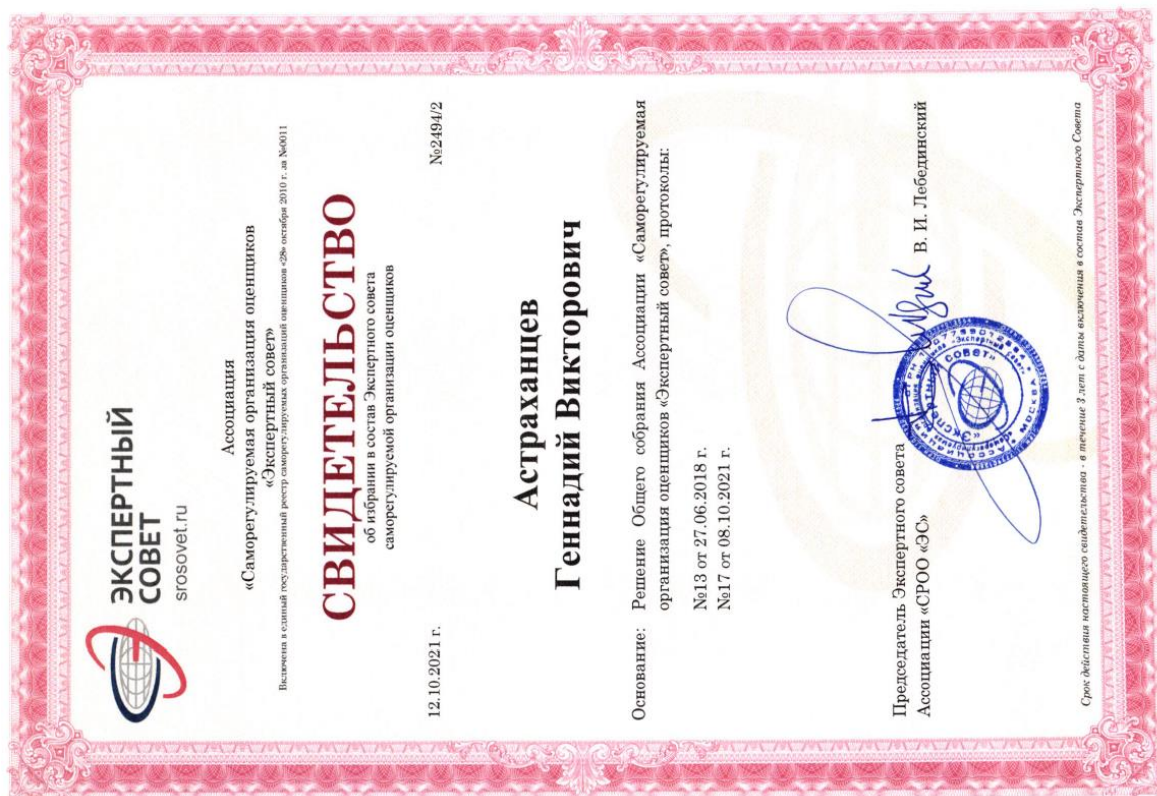 ЭКСПЕРТНЫЙ
СОВЕТ
srosovet.ru
Ассоциация
«Саморегулируемая организация оценщиков
«Экспертный совет»
Включена в единый государственный реестр саморегулируемых организаций оценщиков «28» октября 2010 г. за №0011
СВИДЕТЕЛЬСТВО
об избрании в состав Экспертного совета
саморегулируемой организации оценщиков
12.10.2021 г. №2494/2
Астраханцев
Геннадий Викторович
Основание: Решение Общего собрания Ассоциации «Саморегулируемая
организация оценщиков «Экспертный совет», протоколы:
№13 от 27.06.2018 г.
№17 от 08.10.2021 г.
Председатель Экспертного совета
Ассоциации «СРОО «ЭС» В. И. Лебединский
«ЭКСПЕРТНЫЙ СОВЕТ»
МОСКВА
Срок действия настоящего свидетельства - в течение 3 лет с даты включения в состав Экспертного Совета